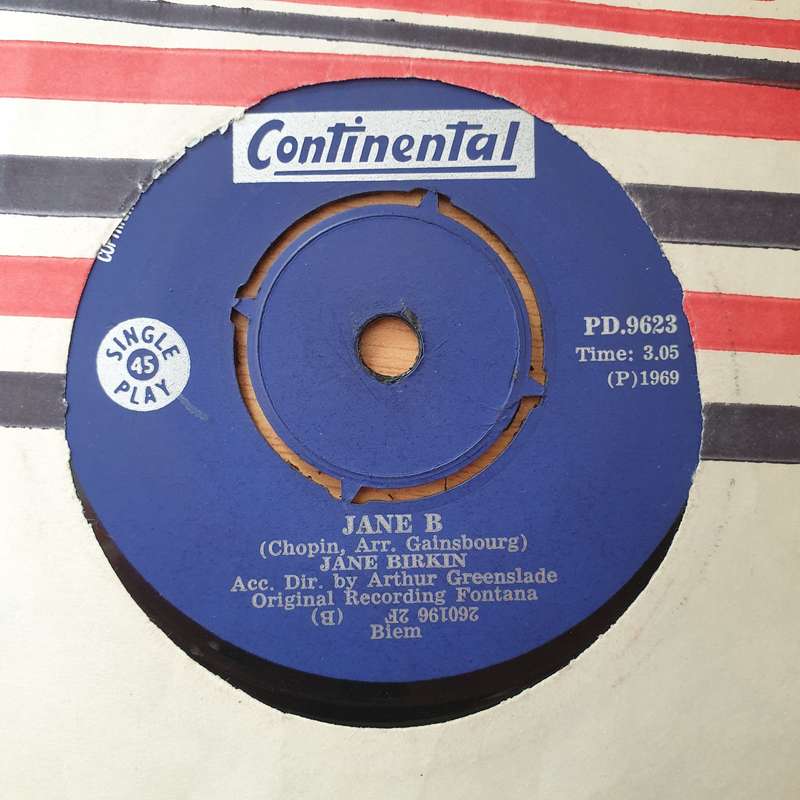 Continental
SINGLE
45
PLAY
PD.9623
Time: 3.05
(P)1969
JANE B
(Chopin, Arr. Gainsbourg)
JANE BIRKIN
Acc. Dir. by Arthur Greenslade
Original Recording Fontana
260196 2F (B)
Biem